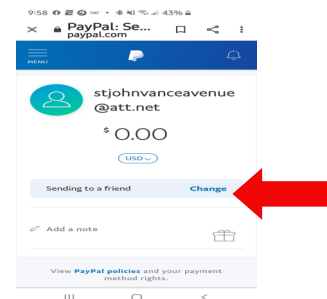 9:58 43%
PayPal: Se...
paypal.com
MENU
stjohnvanceavenue
@att.net
$0.00
USD
Sending to a friend Change
Add a note
View PayPal policies and your payment
method rights.